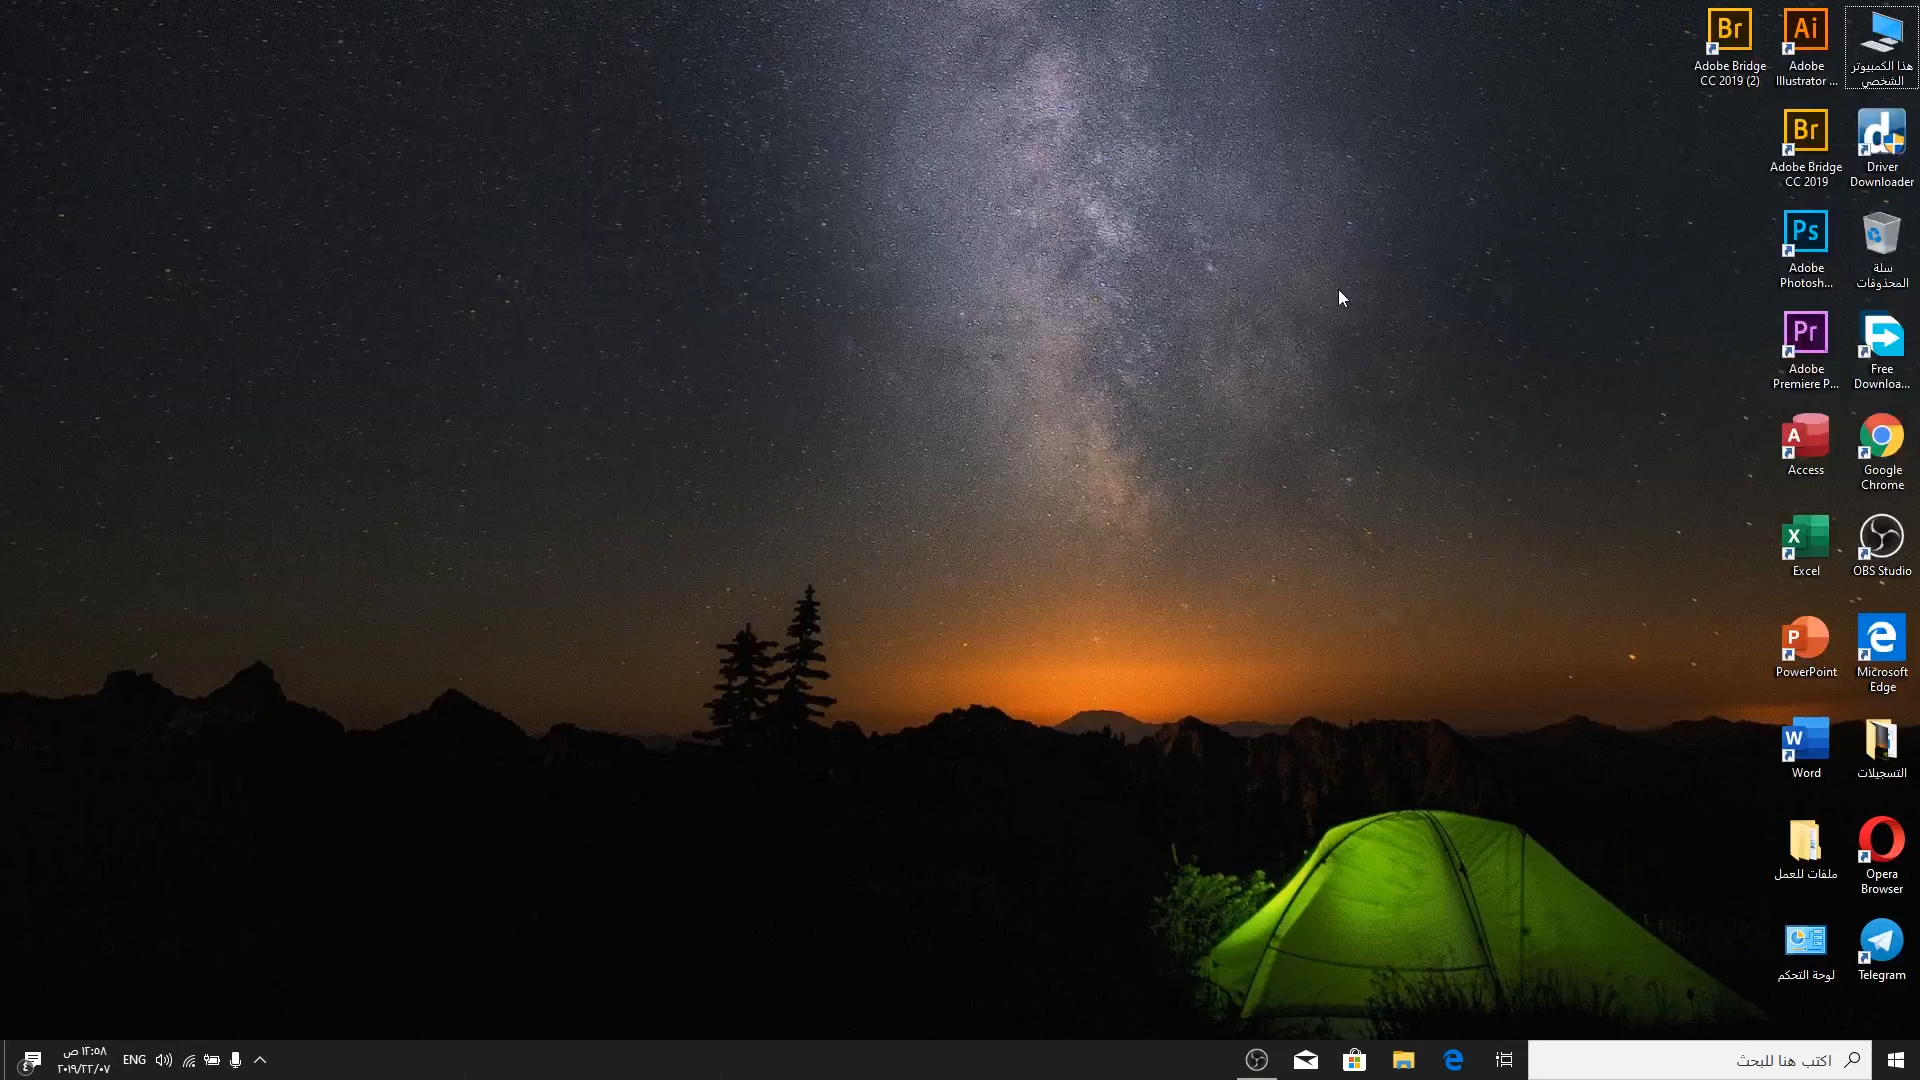 هذا الكمبيوتر
الشخصي
Adobe
Illustrator ...
Adobe Bridge
CC 2019 (2)
Driver
Downloader
Adobe Bridge
CC 2019
سلة
المحذوفات
Adobe
Photosh...
Free
Downloa...
Adobe
Premiere P...
Google
Chrome
Access
OBS Studio
Excel
Microsoft
Edge
PowerPoint
التسجيلات
Word
Opera
Browser
ملفات للعمل
Telegram
لوحة التحكم
Ai
Br
Br
Ps
Pr
A
X
P
W
اكتب هنا للبحث
ENG
١٢:٥٨ ص
٢٠١٩/٢٢/٠٧
٤